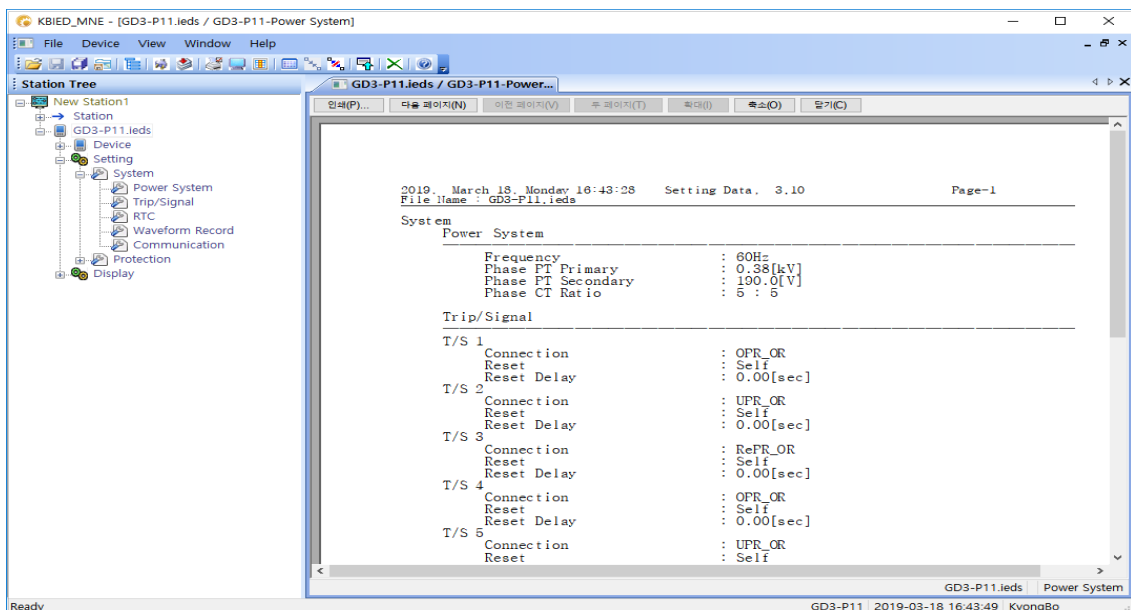 KBIED_MNE - [GD3-P11.ieds / GD3-P11-Power System]
File Device View Window Help
Station Tree
New Station1
Station
GD3-P11.ieds
Device
Setting
System
Power System
Trip/Signal
RTC
Waveform Record
Communication
Protection
Display
GD3-P11.ieds / GD3-P11-Power...
인쇄(P)... 다음 페이지(N) 이전 페이지(V) 두 페이지(T) 확대(I) 축소(O) 닫기(C)
2019. March 18. Monday 16:43:28 Setting Data. 3.10 Page-1
File Name : GD3-P11.ieds
System
Power System
Frequency : 60Hz
Phase PT Primary : 0.38[kV]
Phase PT Secondary : 190.0[V]
Phase CT Ratio : 5 : 5
Trip/Signal
T/S 1
Connection : OPR_OR
Reset : Self
Reset Delay : 0.00[sec]
T/S 2
Connection : UPR_OR
Reset : Self
Reset Delay : 0.00[sec]
T/S 3
Connection : RePR_OR
Reset : Self
Reset Delay : 0.00[sec]
T/S 4
Connection : OPR_OR
Reset : Self
Reset Delay : 0.00[sec]
T/S 5
Connection : UPR_OR
Reset : Self
GD3-P11.ieds Power System
Ready GD3-P11 2019-03-18 16:43:49 KyongBo